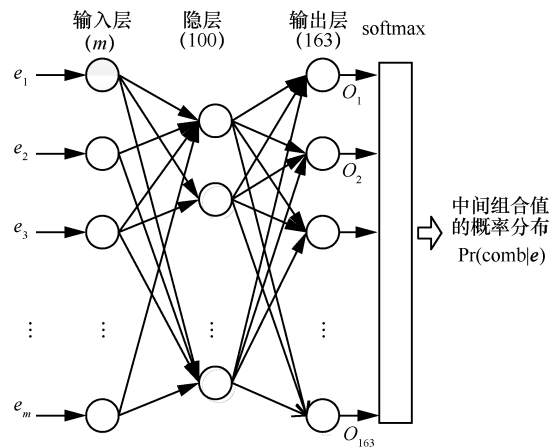 输入层
(m)
隐层
(100)
输出层
(163)
softmax
e1
e2
e3
⋮
em
⋮
⋮
⋮
O1
O2
O163
中间组合值
的概率分布
Pr(comb|e)